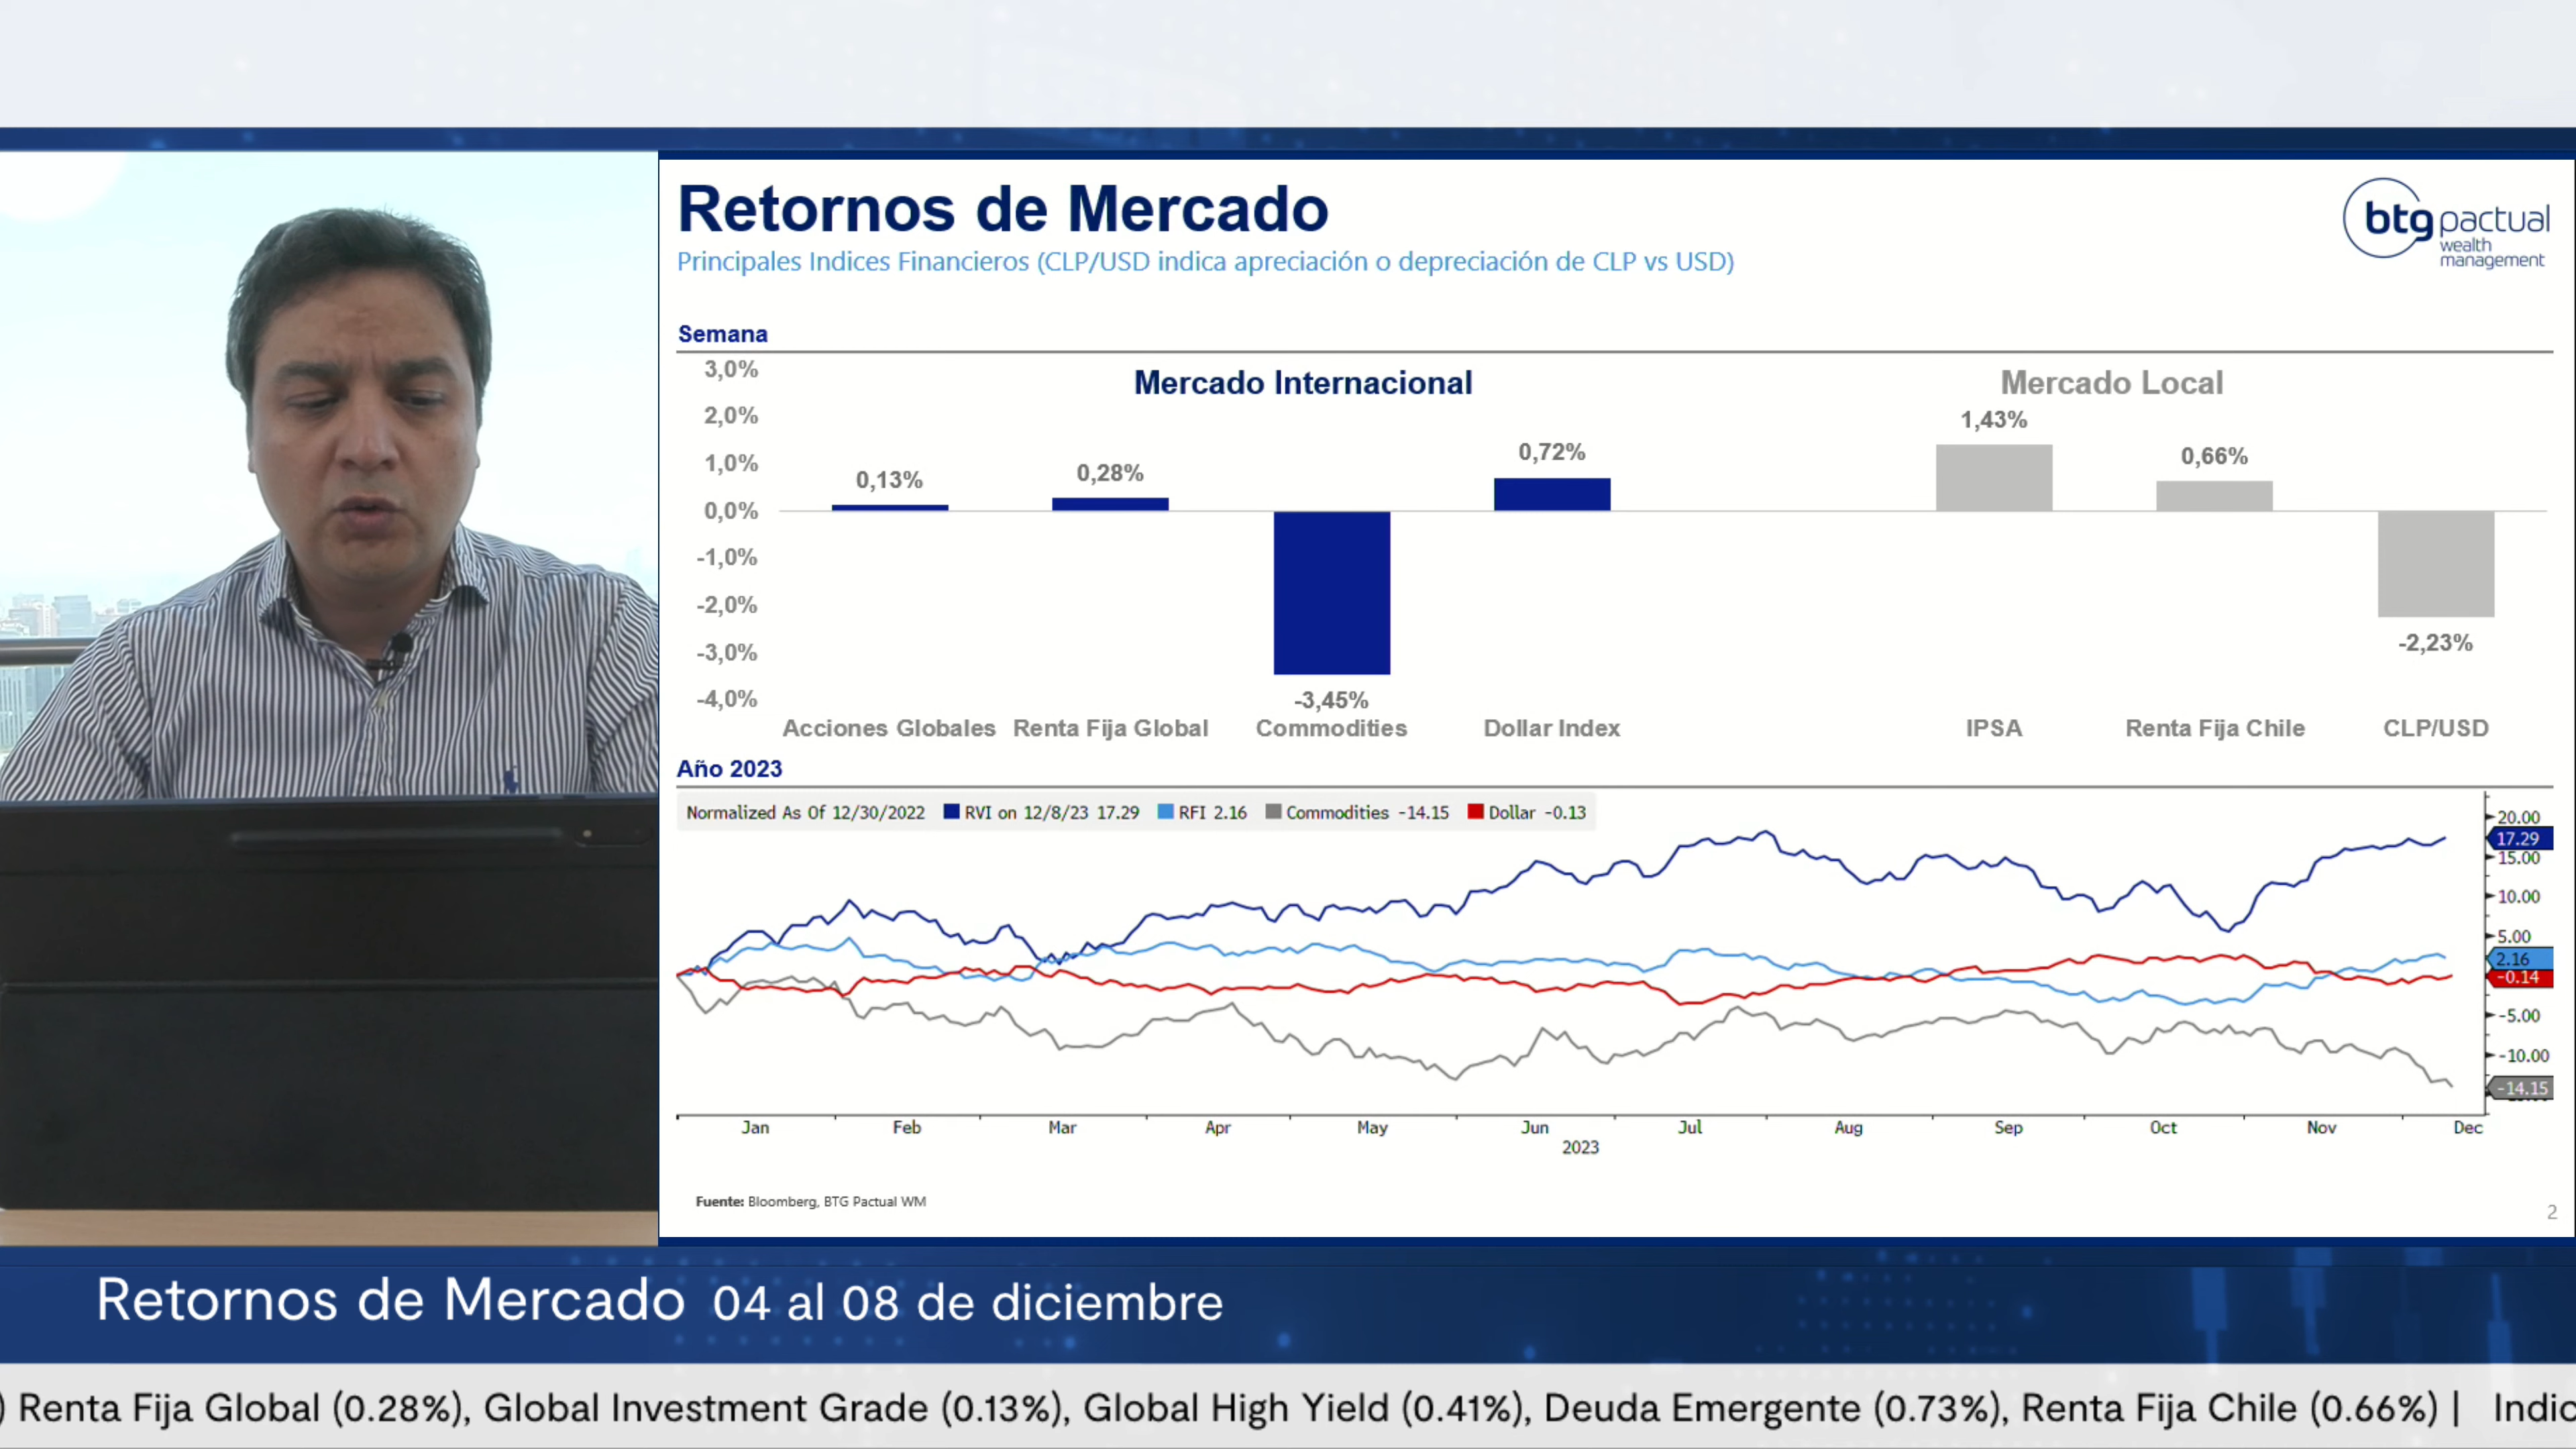 Retornos de Mercado
Principales Indices Financieros (CLP/USD indica apreciación o depreciación de CLP vs USD)
btg pactual
wealth
management
Semana
3,0%
2,0%
1,0%
0,0%
-1,0%
-2,0%
-3,0%
-4,0%
Mercado Internacional
Mercado Local
0,13%
0,28%
-3,45%
0,72%
1,43%
0,66%
-2,23%
Acciones Globales Renta Fija Global Commodities Dollar Index IPSA Renta Fija Chile CLP/USD
Año 2023
Normalized As Of 12/30/2022 RVI on 12/8/23 17.29 RFI 2.16 Commodities -14.15 Dollar -0.13
20.00
17.29
15.00
10.00
5.00
2.16
-0.14
-5.00
-10.00
-14.15
Jan Feb Mar Apr May Jun Jul Aug Sep Oct Nov Dec
2023
Fuente: Bloomberg, BTG Pactual WM
2
Retornos de Mercado 04 al 08 de diciembre
) Renta Fija Global (0.28%), Global Investment Grade (0.13%), Global High Yield (0.41%), Deuda Emergente (0.73%), Renta Fija Chile (0.66%) | Indic